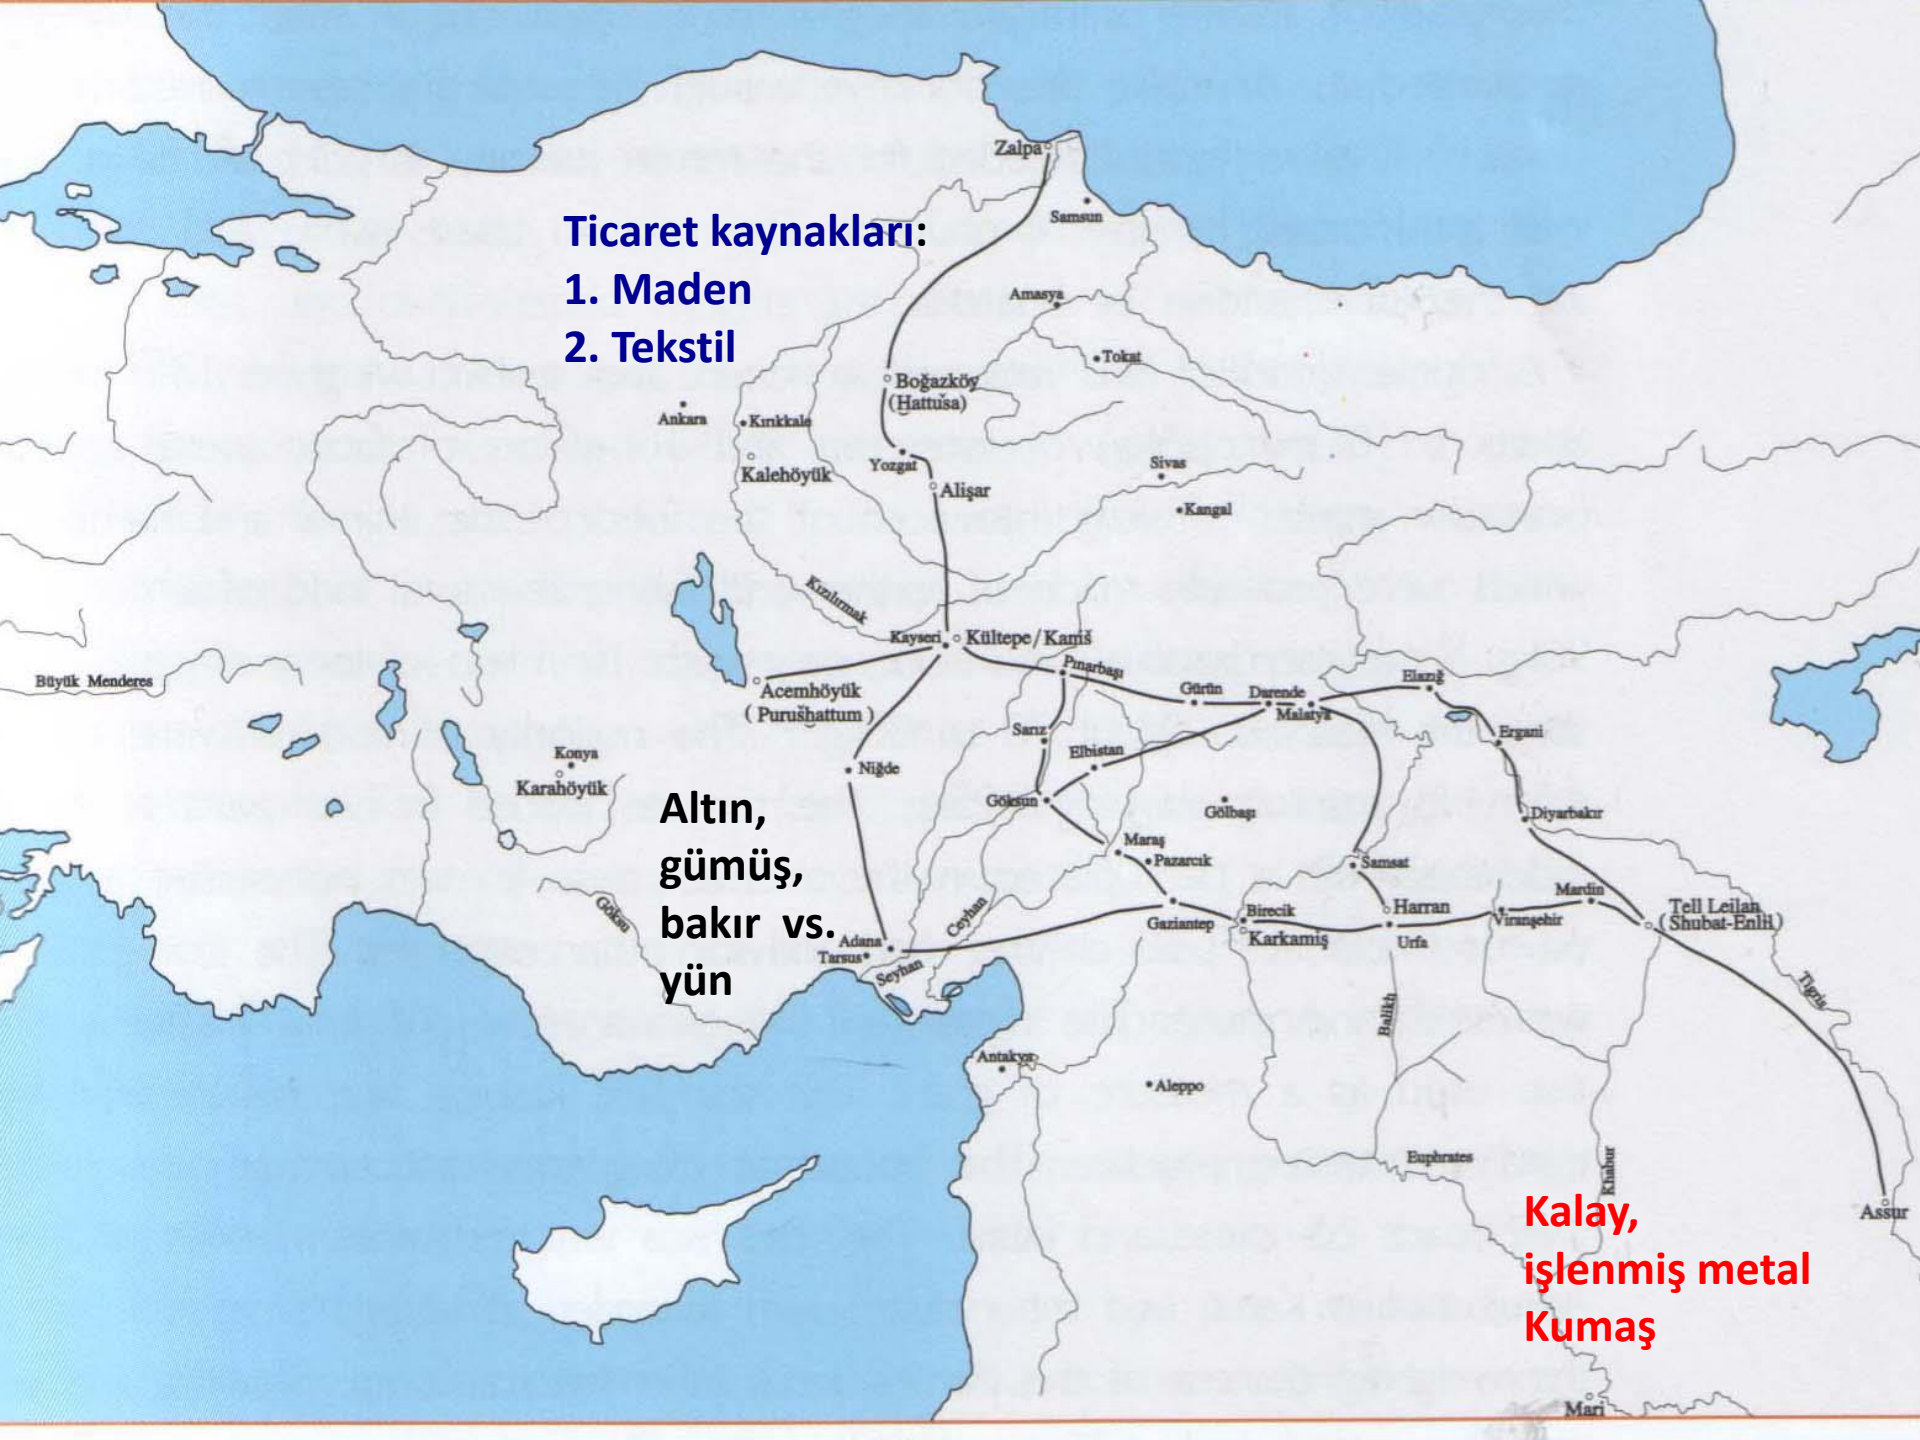 Zalpa
Samsun
Ticaret kaynakları:
1. Maden
2. Tekstil
Amasya
Tokat
Boğazköy
(Hattuša)
Ankara
Kırıkkale
Kalehöyük
Yozgat
Alişar
Sivas
Kangal
Kızılırmak
Kayseri
Kültepe/Kaniš
Pınarbaşı
Büyük Menderes
Acemhöyük
(Purušhattum)
Gürün
Darende
Malatya
Elazığ
Ergani
Sarız
Elbistan
Konya
Karahöyük
Niğde
Göksun
Gölbaşı
Diyarbakır
Altın,
gümüş,
bakır vs.
yün
Maraş
Pazarcık
Samsat
Göksu
Ceyhan
Gaziantep
Birecik
Karkamiş
Harran
Urfa
Viranşehir
Mardin
Tell Leilan
(Shubat-Enlil)
Adana
Tarsus
Seyhan
Tigris
Balikh
Antakya
Aleppo
Euphrates
Khabur
Assur
Kalay,
işlenmiş metal
Kumaş
Mari